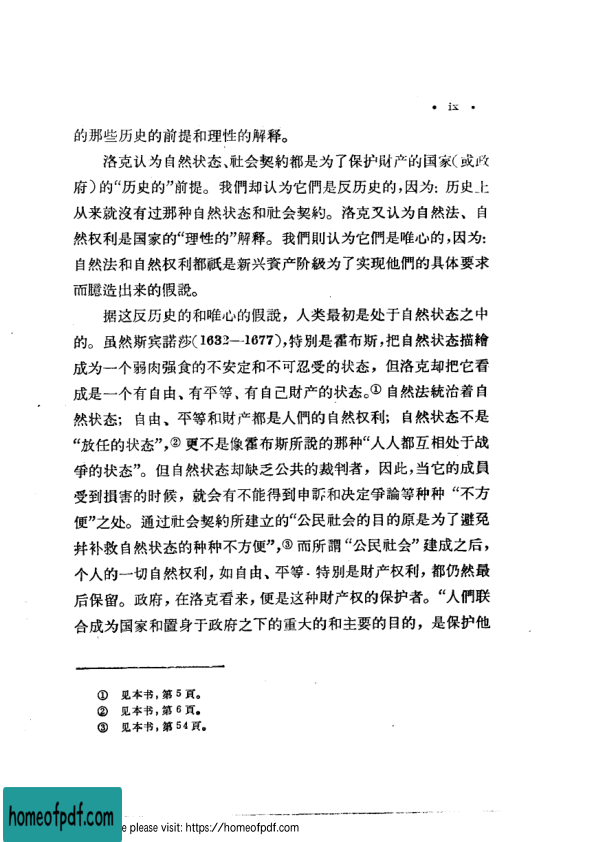 • ix •
的那些历史的前提和理性的解释。
洛克认为自然状态、社会契約都是为了保护財产的国家(或政
府)的“历史的”前提。我們却认为它們是反历史的,因为: 历史上
从来就沒有过那种自然状态和社会契約。洛克又认为自然法、自
然权利是国家的“理性的”解释。我們則认为它們是唯心的,因为:
自然法和自然权利都祇是新兴資产阶級为了实现他們的具体要求
而臆造出来的假說。
据这反历史的和唯心的假說，人类最初是处于自然状态之中
的。虽然斯宾諾莎(1632—1677),特別是霍布斯,把自然状态描繪
成为一个弱肉强食的不安定和不可忍受的状态，但洛克却把它看
成是一个有自由、有平等、有自己財产的状态。① 自然法統治着自
然状态; 自由、平等和財产都是人們的自然权利; 自然状态不是
“放任的状态”,② 更不是像霍布斯所說的那种“人人都互相处于战
爭的状态”。但自然状态却缺乏公共的裁判者，因此,当它的成員
受到損害的时候，就会有不能得到申訴和决定爭論等种种 “不方
便”之处。通过社会契約所建立的“公民社会的目的原是为了避免
幷补救自然状态的种种不方便”,③ 而所謂 “公民社会” 建成之后,
个人的一切自然权利，如自由、平等．特別是財产权利，都仍然最
后保留。政府，在洛克看来，便是这种財产权的保护者。“人們联
合成为国家和置身于政府之下的重大的和主要的目的，是保护他
① 见本书,第5頁。
② 见本书,第6頁。
③ 见本书,第54頁。
homeofpdf.com
e please visit: https://homeofpdf.com